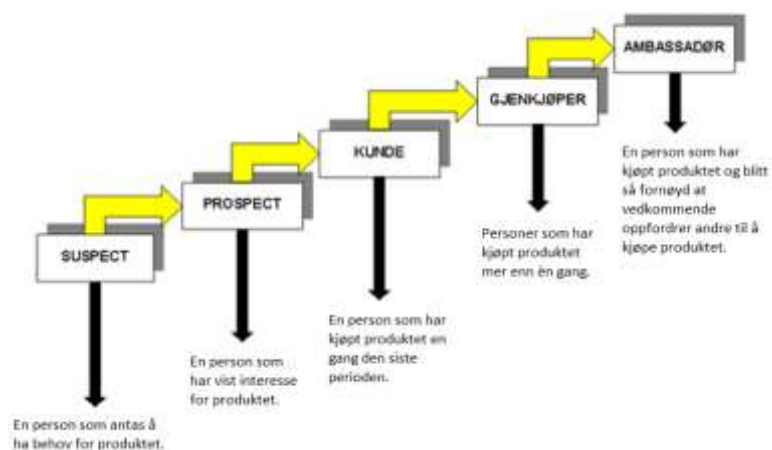 SUSPECT
En person som antas å
ha behov for produktet.
PROSPECT
En person som
har vist interesse
for produktet.
KUNDE
En person som har
kjøpt produktet en
gang den siste
perioden.
GJENKJØPER
Personer som har
kjøpt produktet
mer enn èn gang.
AMBASSADØR
En person som har
kjøpt produktet og blitt
så fornøyd at
vedkommende
oppfordrer andre til å
kjøpe produktet.